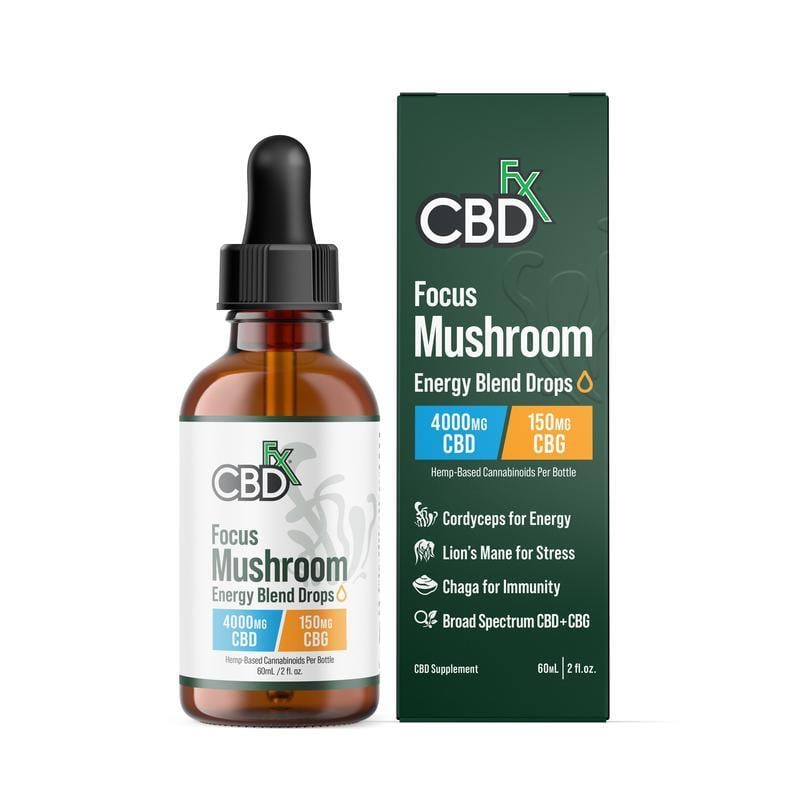 CBDFx
Focus
Mushroom
Energy Blend Drops
4000MG
CBD
150MG
CBG
Hemp-Based Cannabinoids Per Bottle
60mL / 2 fl. oz.
CBDFx
Focus
Mushroom
Energy Blend Drops
4000MG
CBD
150MG
CBG
Hemp-Based Cannabinoids Per Bottle
Cordyceps for Energy
Lion's Mane for Stress
Chaga for Immunity
Broad Spectrum CBD+CBG
CBD Supplement
60mL | 2 fl.oz.